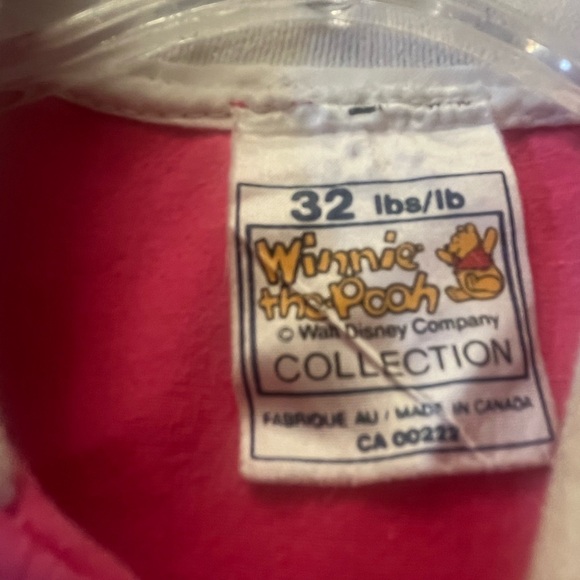 32 lbs/lb
Winnie
the Pooh
© Walt Disney Company
COLLECTION
FABRIQUE AU / MADE IN CANADA
CA 00222